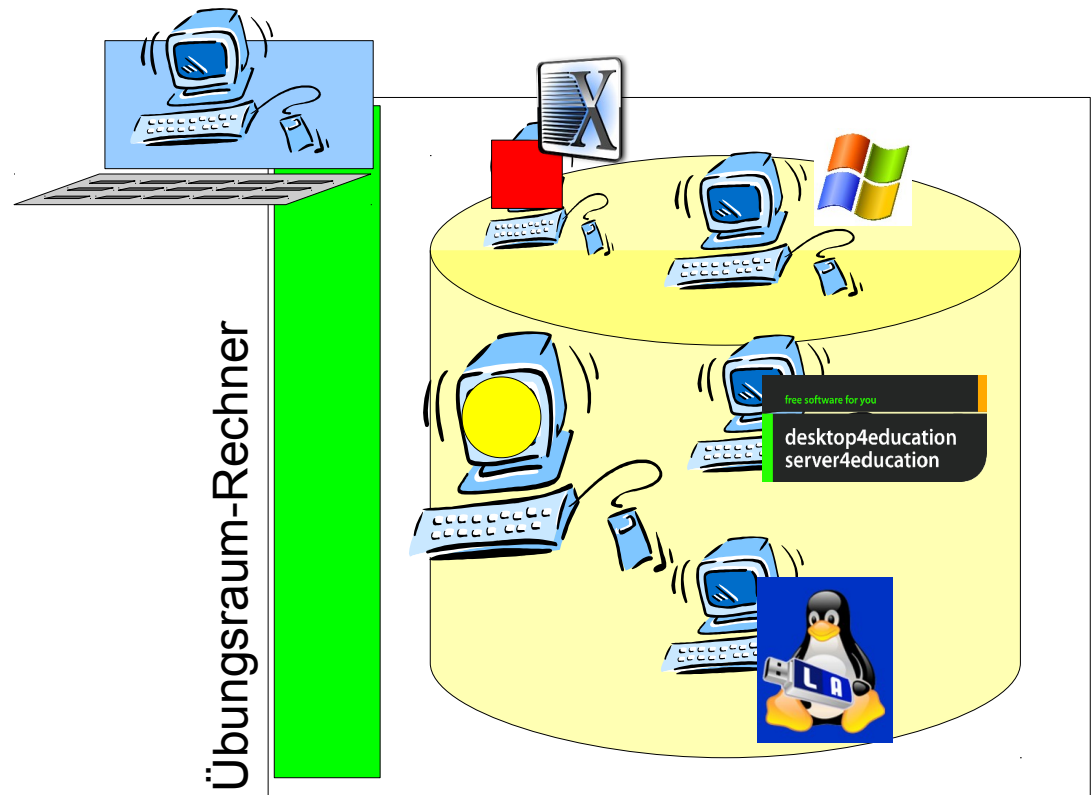 Übungsraum-Rechner
X
free software for you
desktop4education
server4education
L A